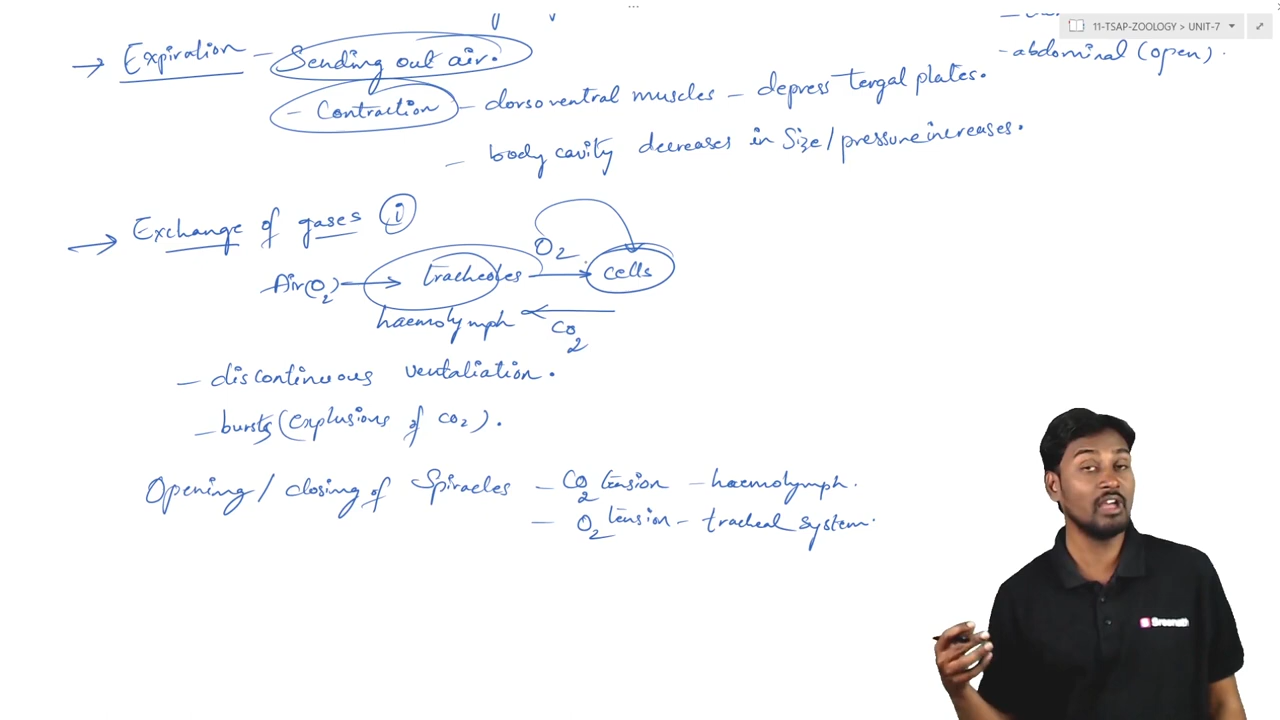 11-TSAP-ZOOLOGY > UNIT-7
- abdominal (open).
→ Expiration - Sending out air.
- Contraction - dorsoventral muscles - depress tergal plates.
- body cavity decreases in Size/pressure increases.
→ Exchange of gases i
Air(O2) → tracheoles O2 → cells
haemolymph ← CO2
- discontinuous ventaliation.
- bursts (explusions of CO2).
Opening / closing of Spiracles - CO2 tension - haemolymph.
- O2 tension - tracheal system.